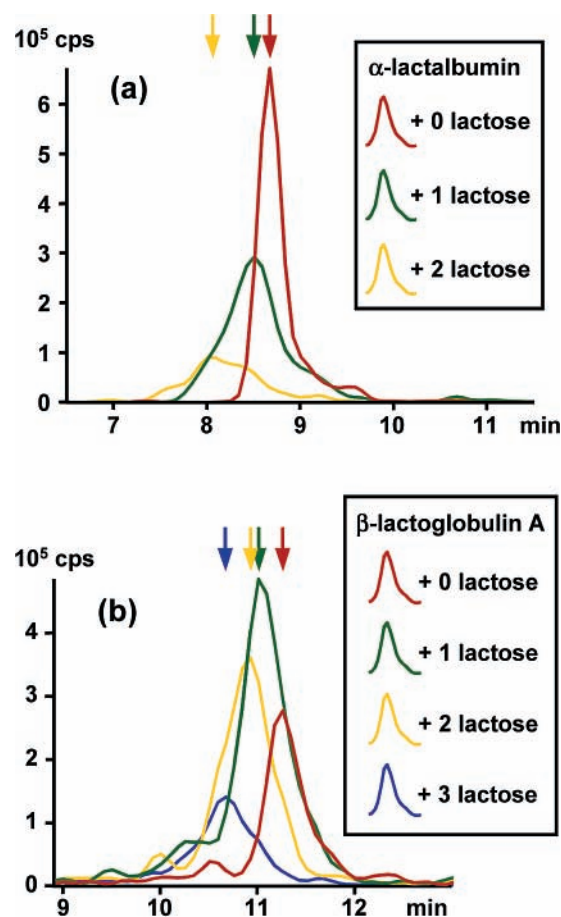 10⁵ cps
(a)
6
5
4
3
2
1
0
7 8 9 10 11 min
α-lactalbumin
+ 0 lactose
+ 1 lactose
+ 2 lactose
10⁵ cps
(b)
4
3
2
1
0
9 10 11 12 min
β-lactoglobulin A
+ 0 lactose
+ 1 lactose
+ 2 lactose
+ 3 lactose